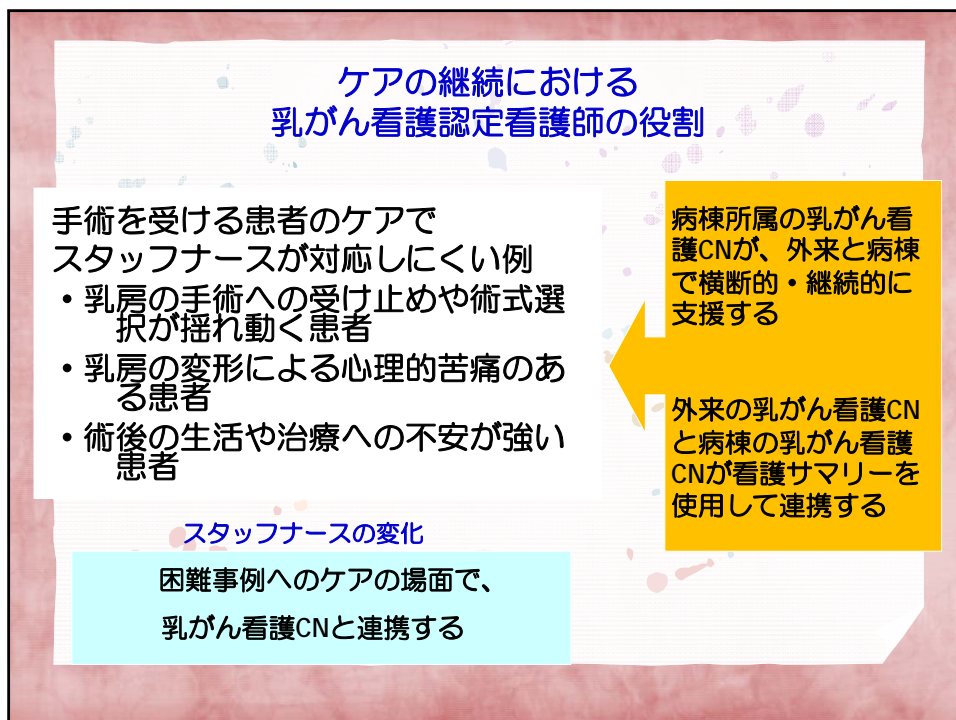 ケアの継続における
乳がん看護認定看護師の役割
手術を受ける患者のケアで
スタッフナースが対応しにくい例
・乳房の手術への受け止めや術式選
択が揺れ動く患者
・乳房の変形による心理的苦痛のあ
る患者
・術後の生活や治療への不安が強い
患者
病棟所属の乳がん看
護CNが、外来と病棟
で横断的・継続的に
支援する
外来の乳がん看護CN
と病棟の乳がん看護
CNが看護サマリーを
使用して連携する
スタッフナースの変化
困難事例へのケアの場面で、
乳がん看護CNと連携する